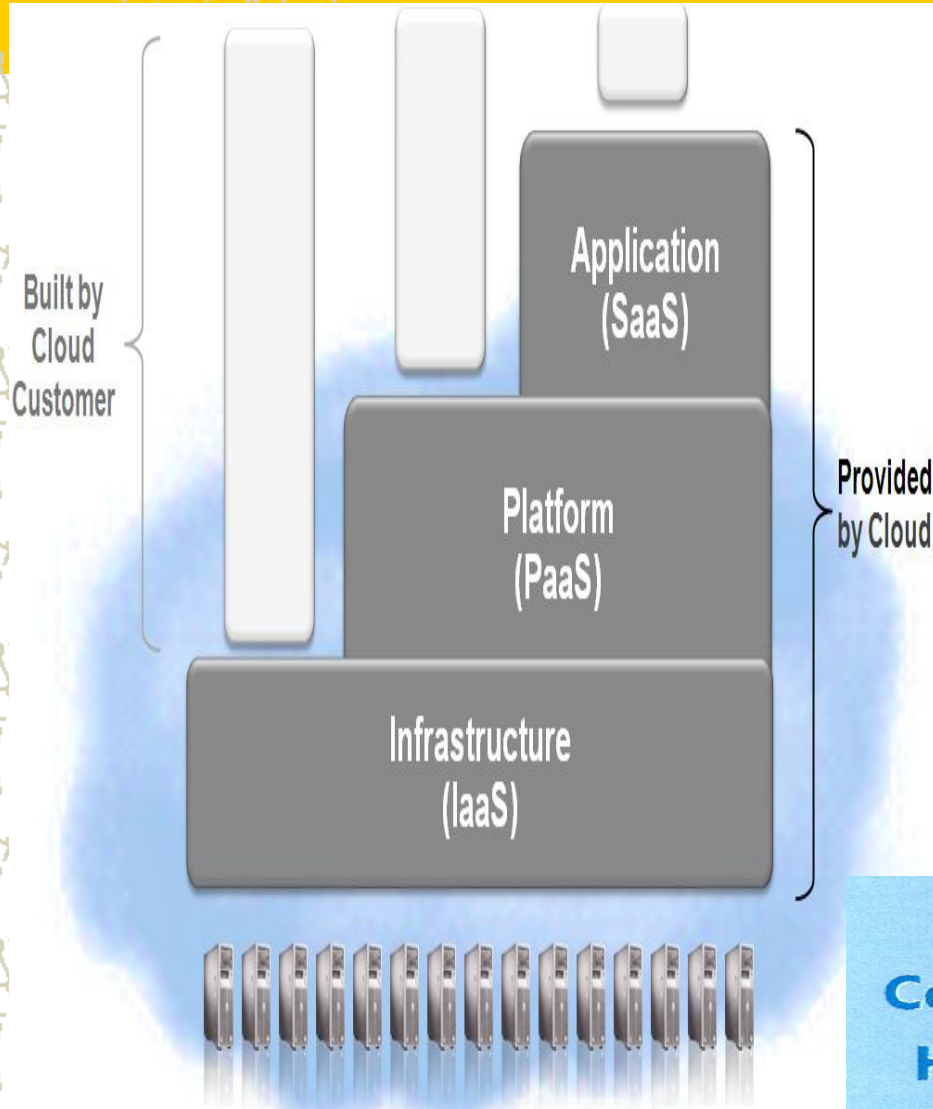 Application
(SaaS)
Built by
Cloud
Customer
Platform
(PaaS)
Provided
by Cloud
Infrastructure
(IaaS)